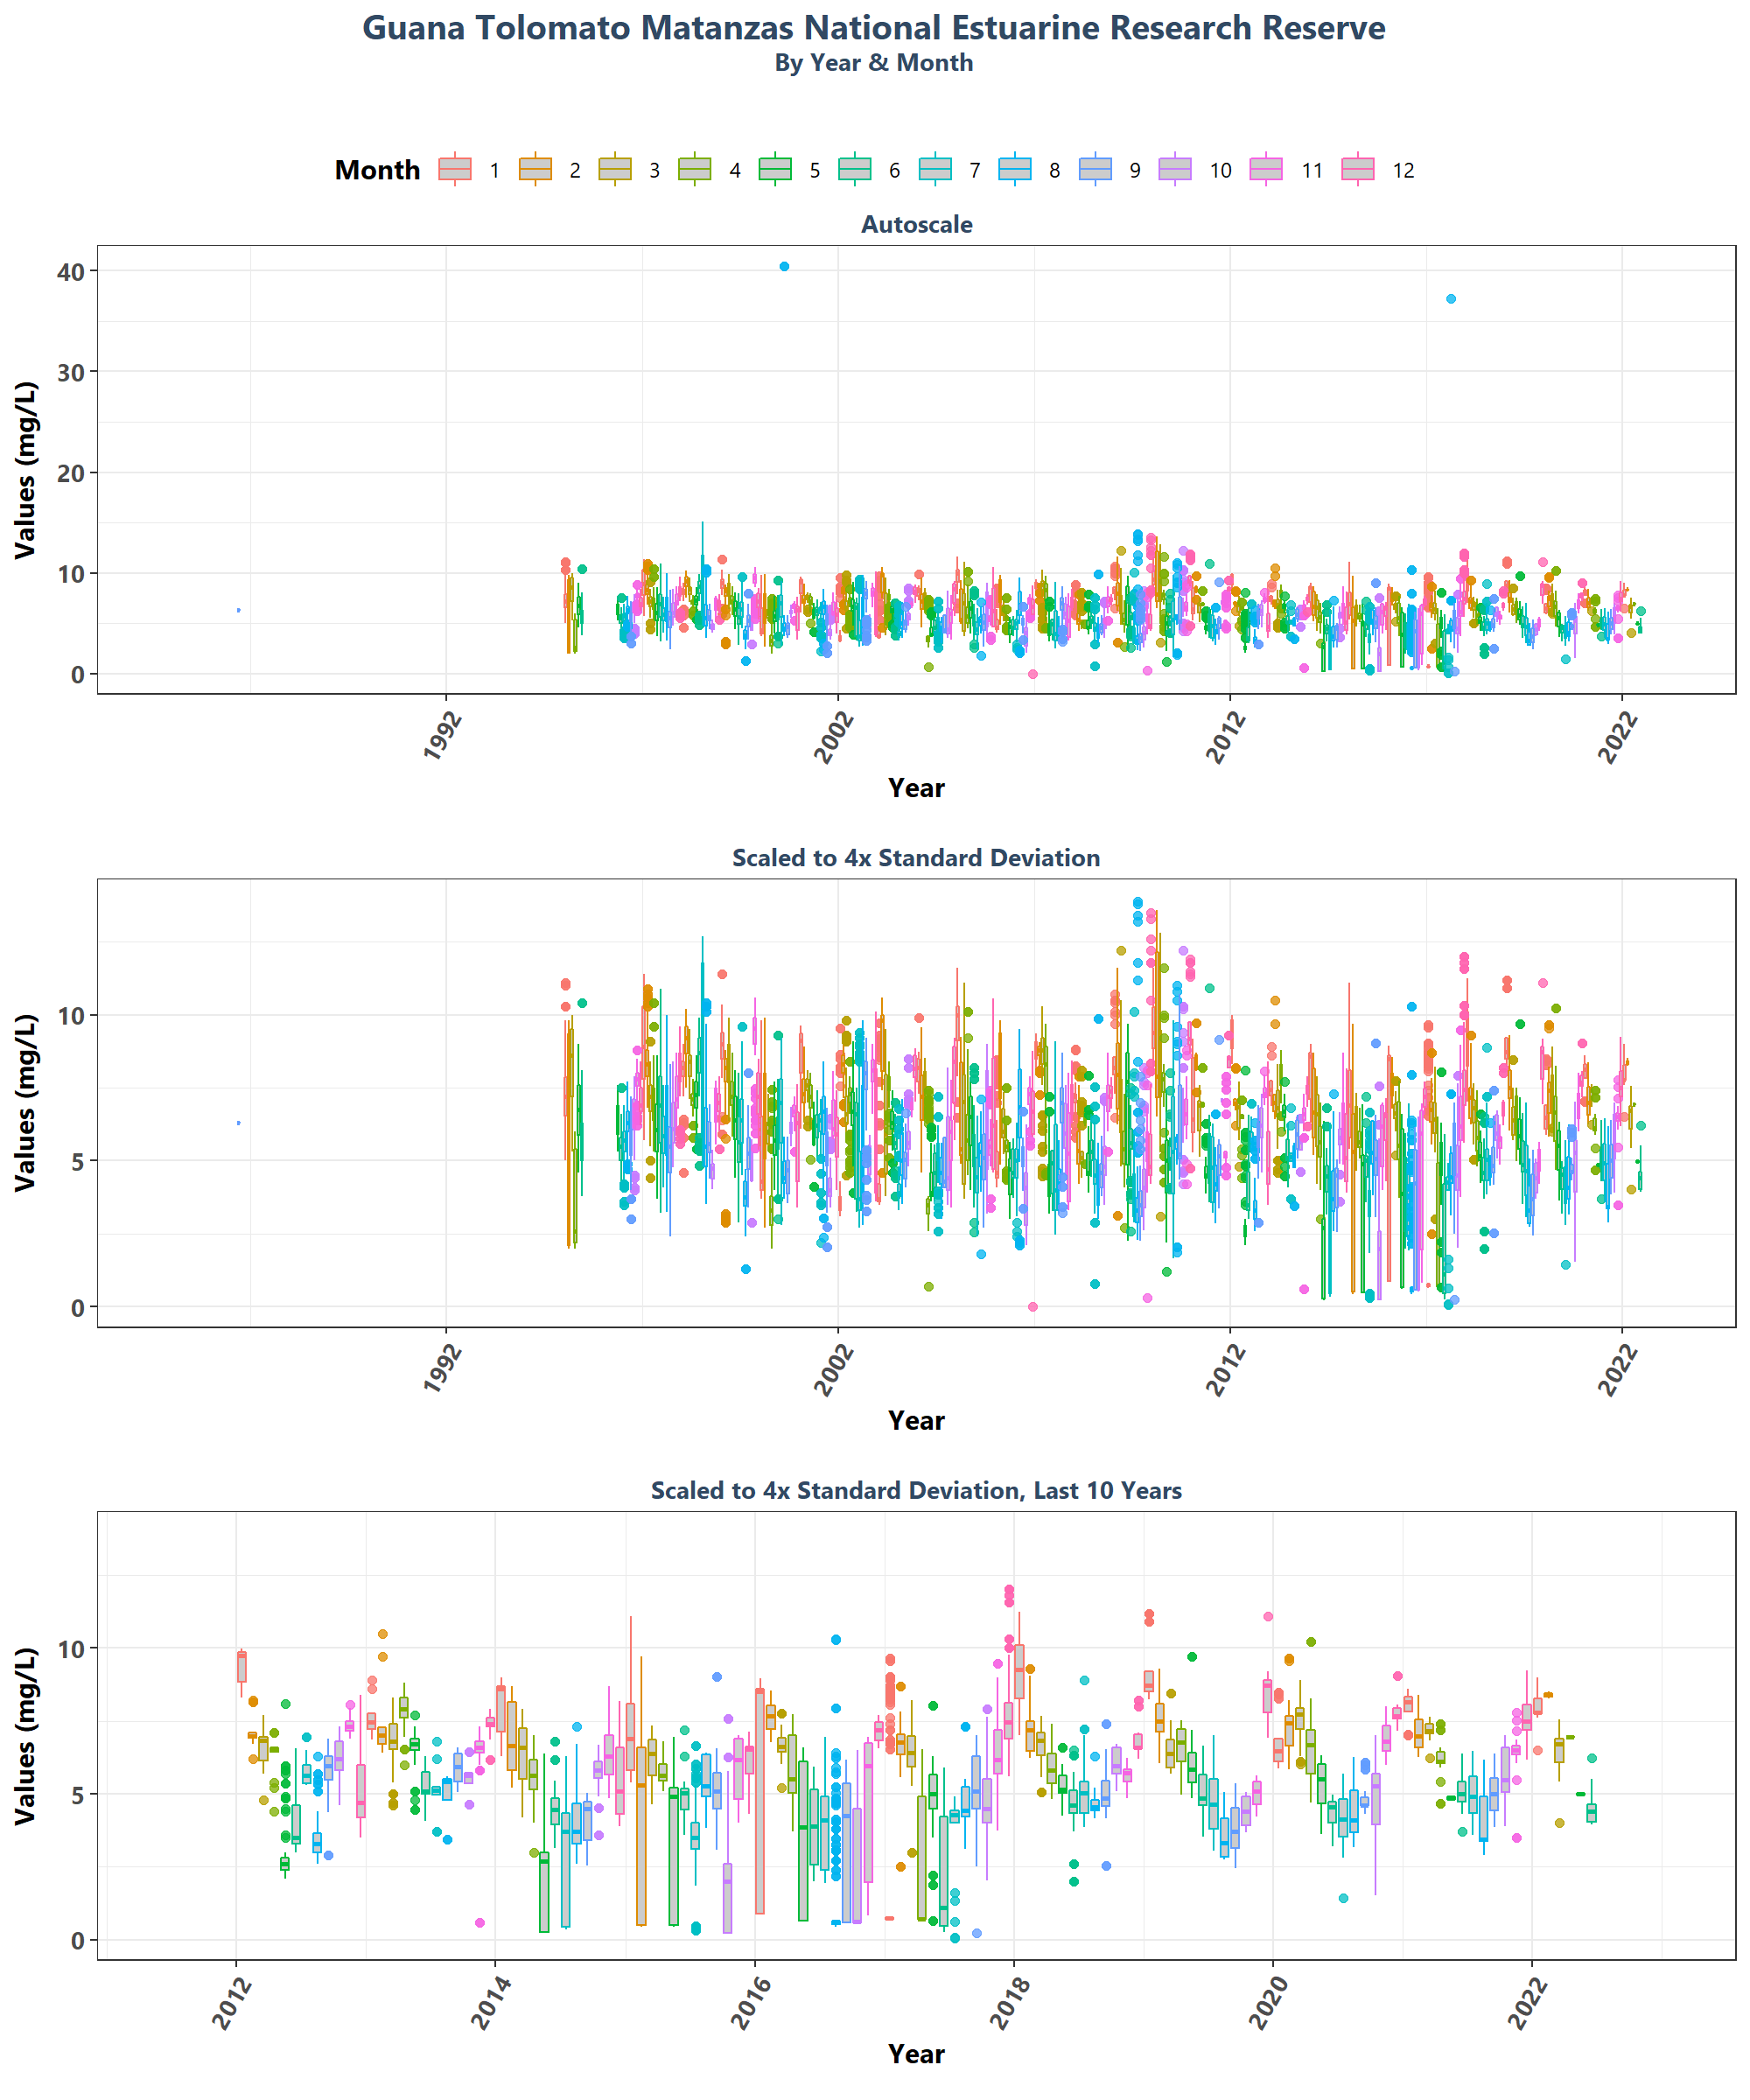 Guana Tolomato Matanzas National Estuarine Research Reserve
By Year & Month
Month 1 2 3 4 5 6 7 8 9 10 11 12
Autoscale
Values (mg/L)
40
30
20
10
0
1992 2002 2012 2022
Year
Scaled to 4x Standard Deviation
Values (mg/L)
10
5
0
1992 2002 2012 2022
Year
Scaled to 4x Standard Deviation, Last 10 Years
Values (mg/L)
10
5
0
2012 2014 2016 2018 2020 2022
Year